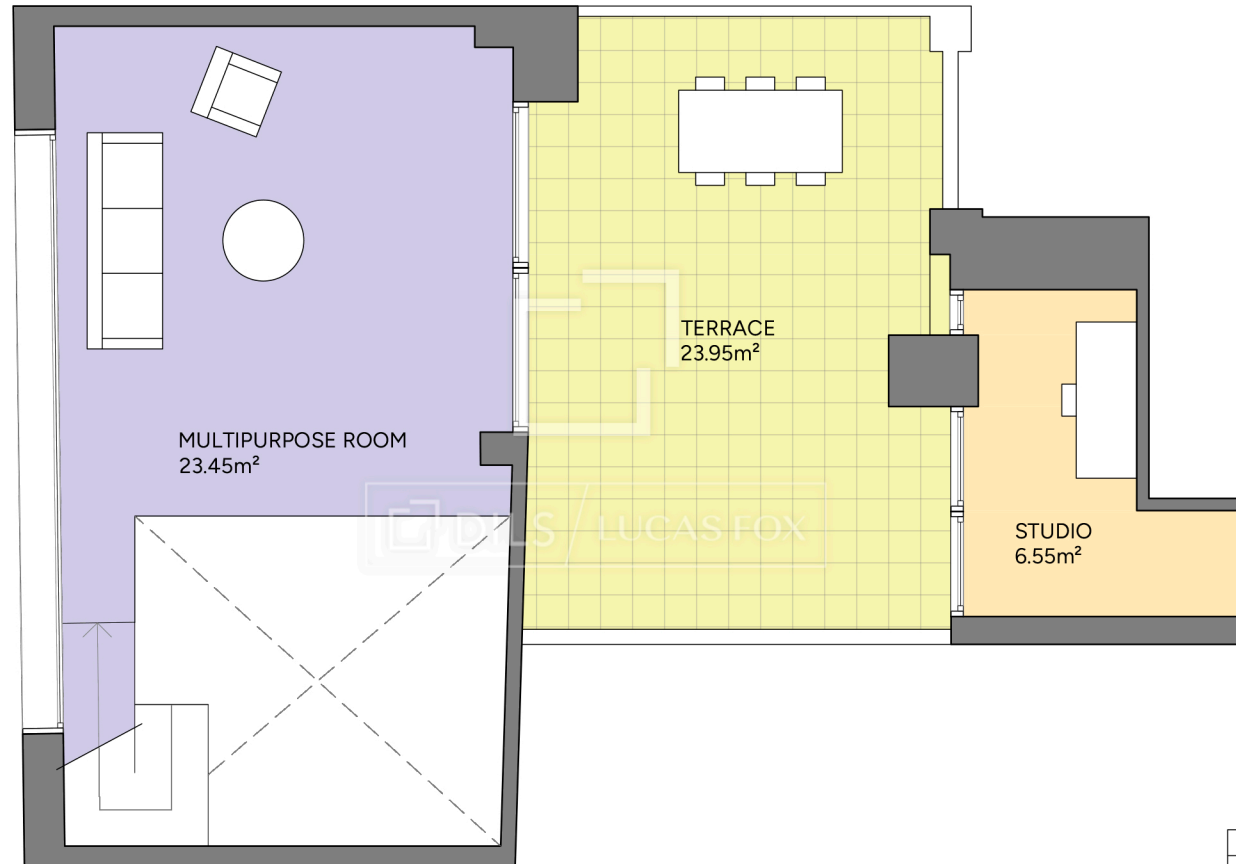 TERRACE
23.95m²
MULTIPURPOSE ROOM
23.45m²
DILS / LUCAS FOX
STUDIO
6.55m²